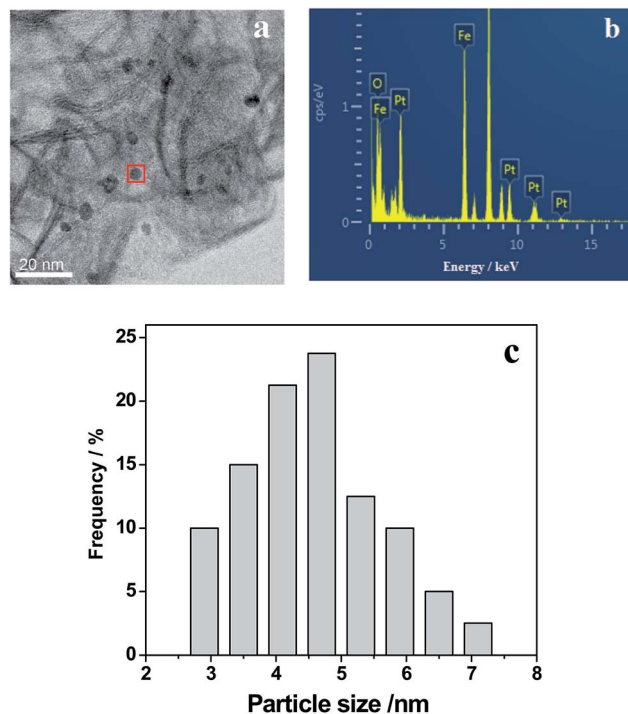 a
20 nm
b
cps/eV
1
0
O
Fe
Pt
Fe
Pt
Pt
Pt
0 5 10 15
Energy / keV
c
Frequency / %
25
20
15
10
5
0
2 3 4 5 6 7 8
Particle size /nm